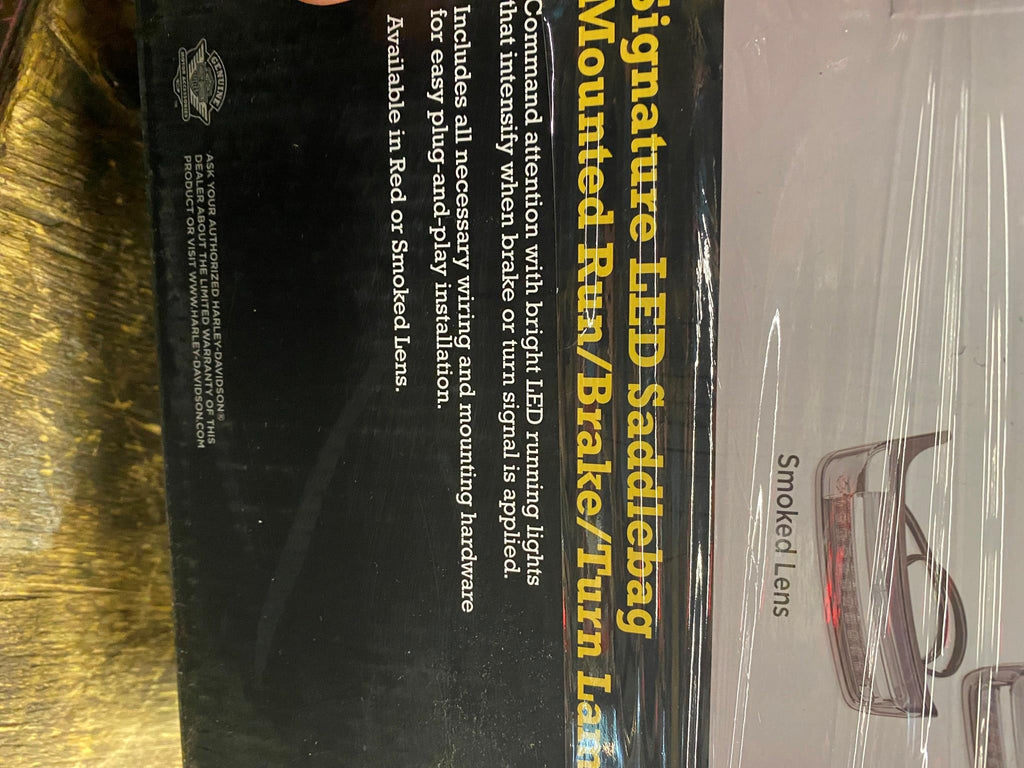 Smoked Lens
Signature LED Saddlebag
Mounted Run/Brake/Turn Lam
Command attention with bright LED running lights
that intensify when brake or turn signal is applied.
Includes all necessary wiring and mounting hardware
for easy plug-and-play installation.
Available in Red or Smoked Lens.
GENUINE
ASK YOUR AUTHORIZED HARLEY-DAVIDSON®
DEALER ABOUT THE LIMITED WARRANTY OF THIS
PRODUCT OR VISIT WWW.HARLEY-DAVIDSON.COM